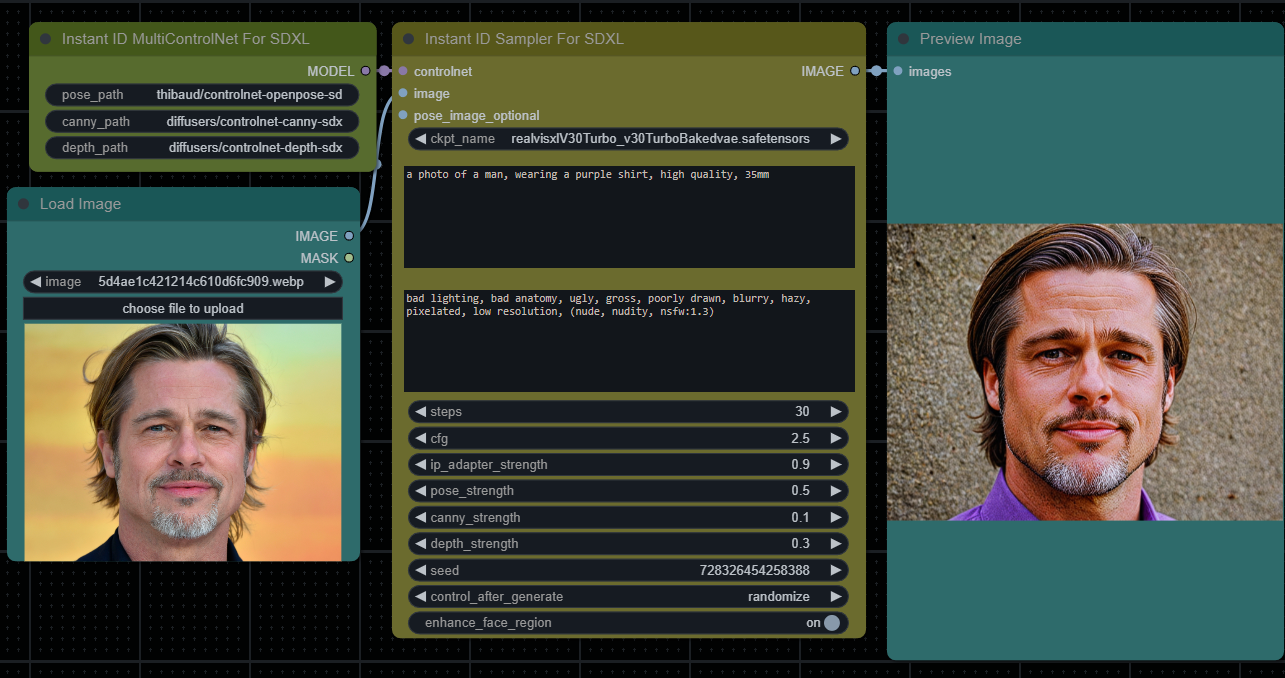 Instant ID MultiControlNet For SDXL
MODEL
pose_path thibaud/controlnet-openpose-sd
canny_path diffusers/controlnet-canny-sdx
depth_path diffusers/controlnet-depth-sdx
Load Image
IMAGE
MASK
image 5d4ae1c421214c610d6fc909.webp
choose file to upload
Instant ID Sampler For SDXL
controlnet IMAGE
image
pose_image_optional
ckpt_name realvisxlV30Turbo_v30TurboBakedvae.safetensors
a photo of a man, wearing a purple shirt, high quality, 35mm
bad lighting, bad anatomy, ugly, gross, poorly drawn, blurry, hazy,
pixelated, low resolution, (nude, nudity, nsfw:1.3)
steps 30
cfg 2.5
ip_adapter_strength 0.9
pose_strength 0.5
canny_strength 0.1
depth_strength 0.3
seed 728326454258388
control_after_generate randomize
enhance_face_region on
Preview Image
images